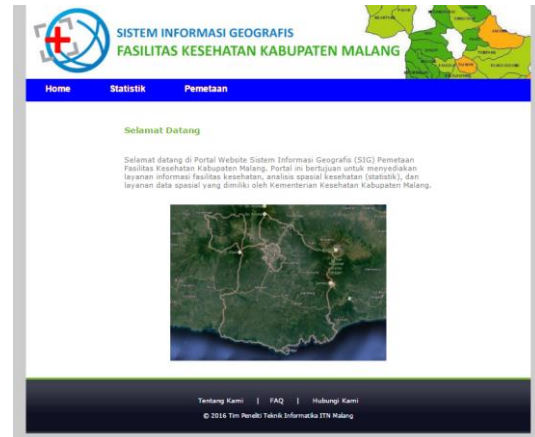 SISTEM INFORMASI GEOGRAFIS
FASILITAS KESEHATAN KABUPATEN MALANG
Home Statistik Pemetaan
Selamat Datang
Selamat datang di Portal Website Sistem Informasi Geografis (SIG) Pemetaan
Fasilitas Kesehatan Kabupaten Malang. Portal ini bertujuan untuk menyediakan
layanan informasi fasilitas kesehatan, analisis spasial kesehatan (statistik), dan
layanan data spasial yang dimiliki oleh Kementerian Kesehatan Kabupaten Malang.
Tentang Kami | FAQ | Hubungi Kami
© 2016 Tim Peneliti Teknik Informatika ITN Malang